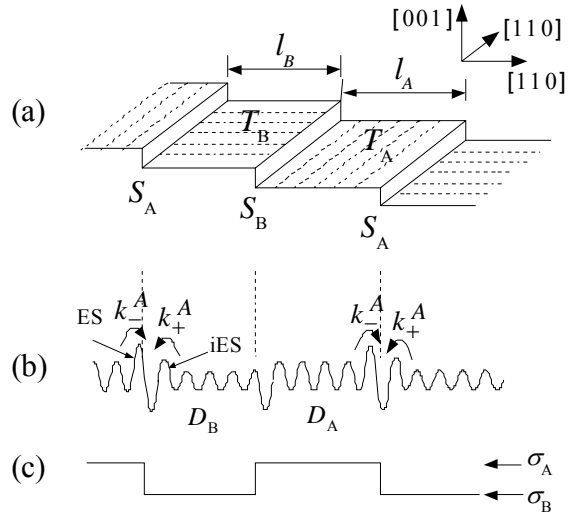 [001]
[110]
[110]
l_B
l_A
(a)
T_B
T_A
S_A
S_B
S_A
ES
k_-^A
k_+^A
iES
k_-^A
k_+^A
(b)
D_B
D_A
(c)
σ_A
σ_B